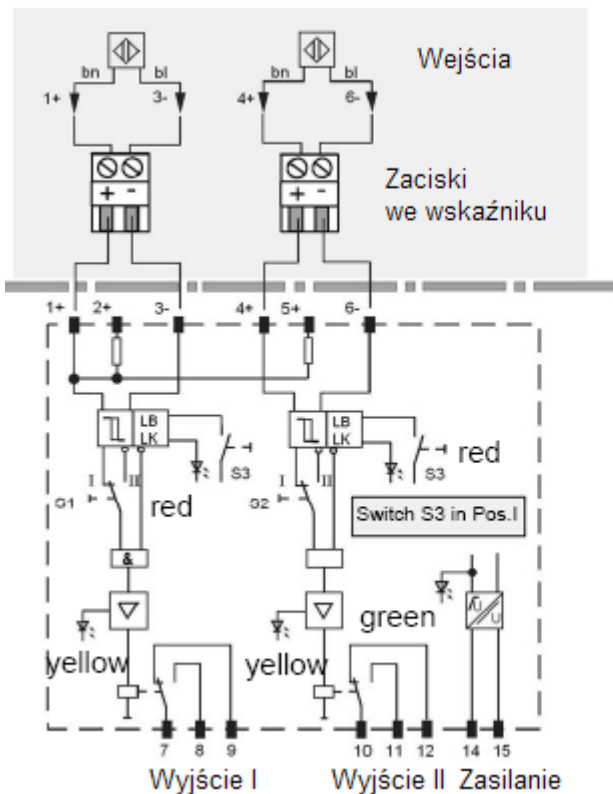 Wejścia
bn bl bn bl
1+ 3- 4+ 6-
+ - + -
Zaciski
we wskaźniku
1+ 2+ 3- 4+ 5+ 6-
LB LB
LK LK
red
I II S3 I II S3
G1 red G2
Switch S3 in Pos.I
&
green U
U
yellow yellow
7 8 9 10 11 12 14 15
Wyjście I Wyjście II Zasilanie